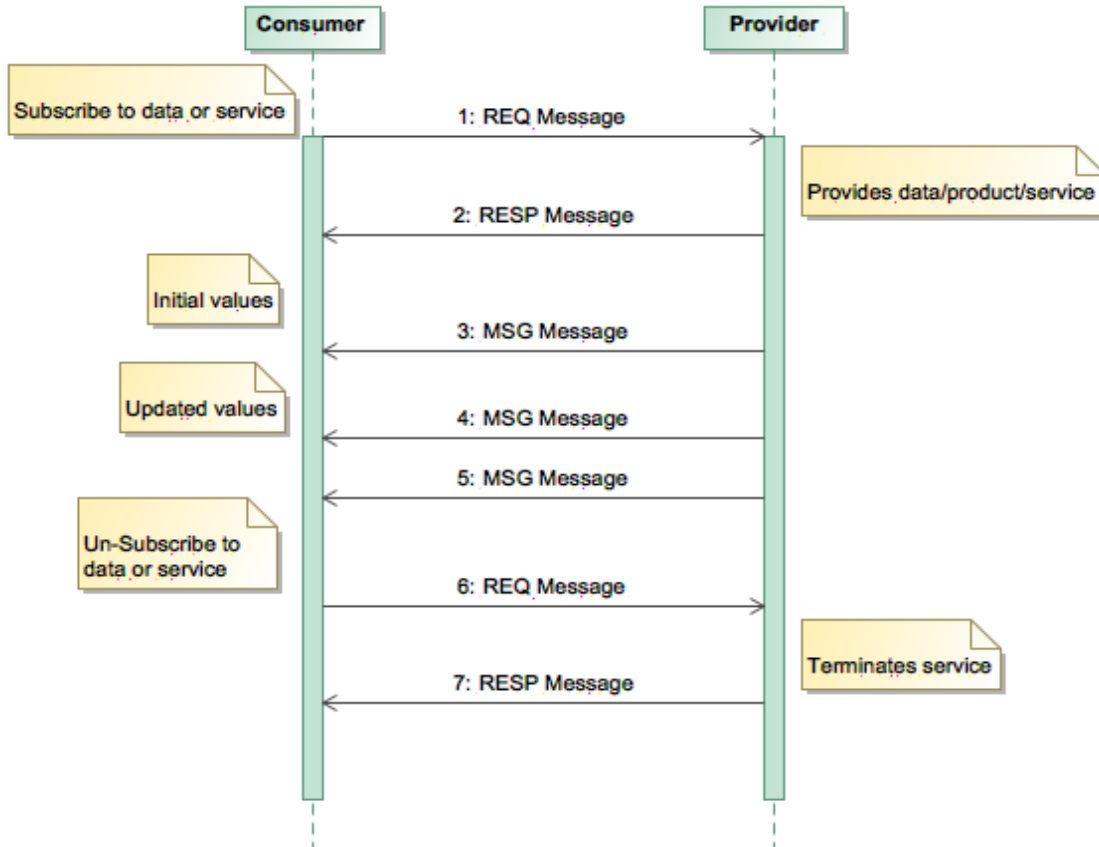 Consumer
Provider
Subscribe to data or service
1: REQ Message
Provides data/product/service
2: RESP Message
Initial values
3: MSG Message
Updated values
4: MSG Message
5: MSG Message
Un-Subscribe to
data or service
6: REQ Message
Terminates service
7: RESP Message